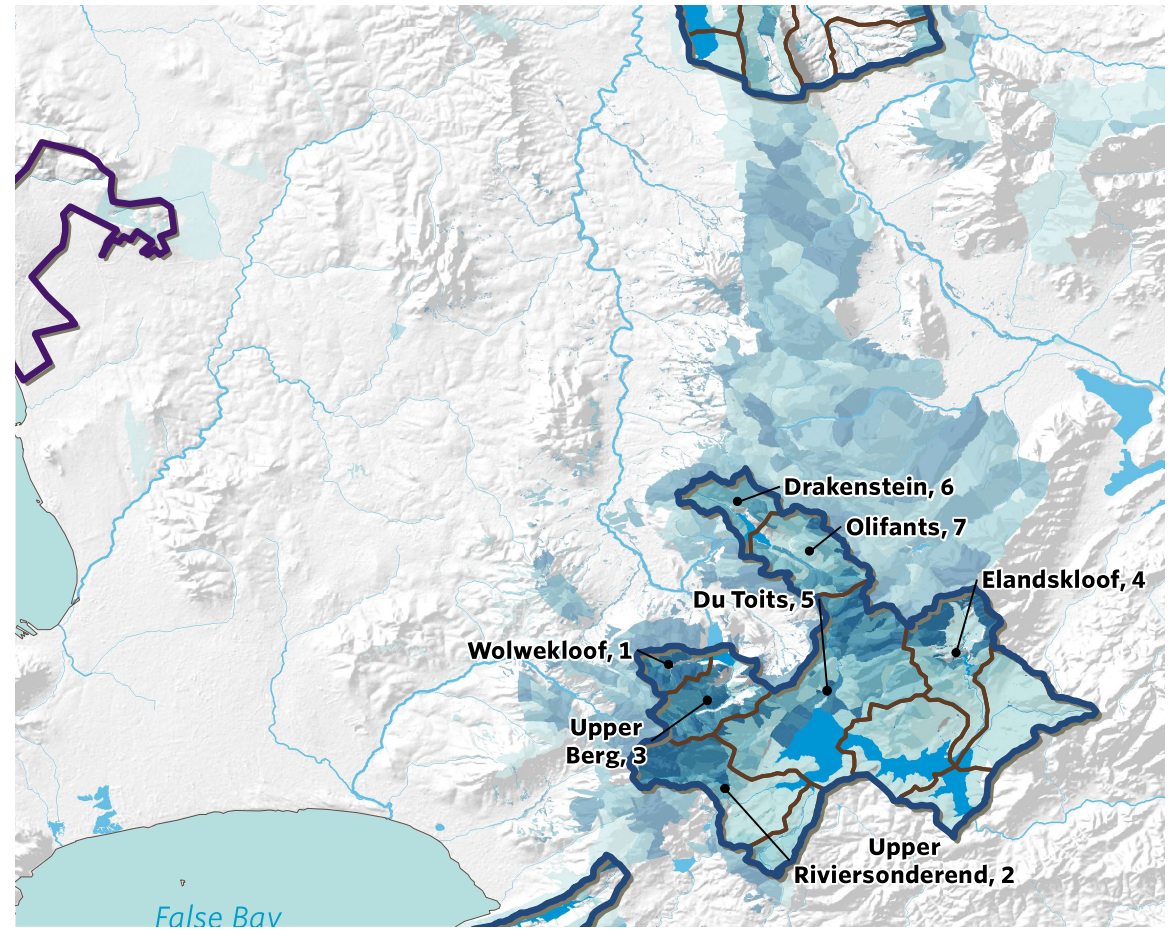 Drakenstein, 6
Olifants, 7
Elandskloof, 4
Du Toits, 5
Wolwekloof, 1
Upper
Berg, 3
Upper
Riviersonderend, 2
False Bay